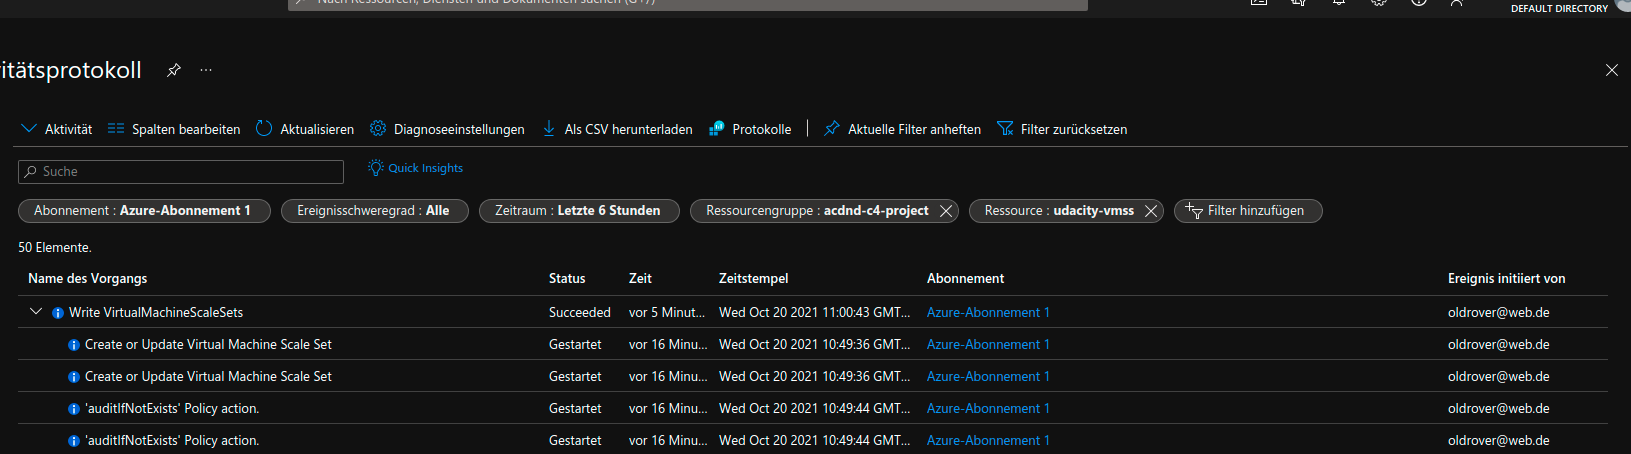 Nach Ressourcen, Diensten und Dokumenten suchen (G+/)
DEFAULT DIRECTORY
itätsprotokoll
Aktivität Spalten bearbeiten Aktualisieren Diagnoseeinstellungen Als CSV herunterladen Protokolle Aktuelle Filter anheften Filter zurücksetzen
Suche Quick Insights
Abonnement : Azure-Abonnement 1 Ereignisschweregrad : Alle Zeitraum : Letzte 6 Stunden Ressourcengruppe : acdnd-c4-project Ressource : udacity-vmss Filter hinzufügen
50 Elemente.
Name des Vorgangs Status Zeit Zeitstempel Abonnement Ereignis initiiert von
Write VirtualMachineScaleSets Succeeded vor 5 Minut... Wed Oct 20 2021 11:00:43 GMT... Azure-Abonnement 1 oldrover@web.de
Create or Update Virtual Machine Scale Set Gestartet vor 16 Minu... Wed Oct 20 2021 10:49:36 GMT... Azure-Abonnement 1 oldrover@web.de
Create or Update Virtual Machine Scale Set Gestartet vor 16 Minu... Wed Oct 20 2021 10:49:36 GMT... Azure-Abonnement 1 oldrover@web.de
'auditIfNotExists' Policy action. Gestartet vor 16 Minu... Wed Oct 20 2021 10:49:44 GMT... Azure-Abonnement 1 oldrover@web.de
'auditIfNotExists' Policy action. Gestartet vor 16 Minu... Wed Oct 20 2021 10:49:44 GMT... Azure-Abonnement 1 oldrover@web.de